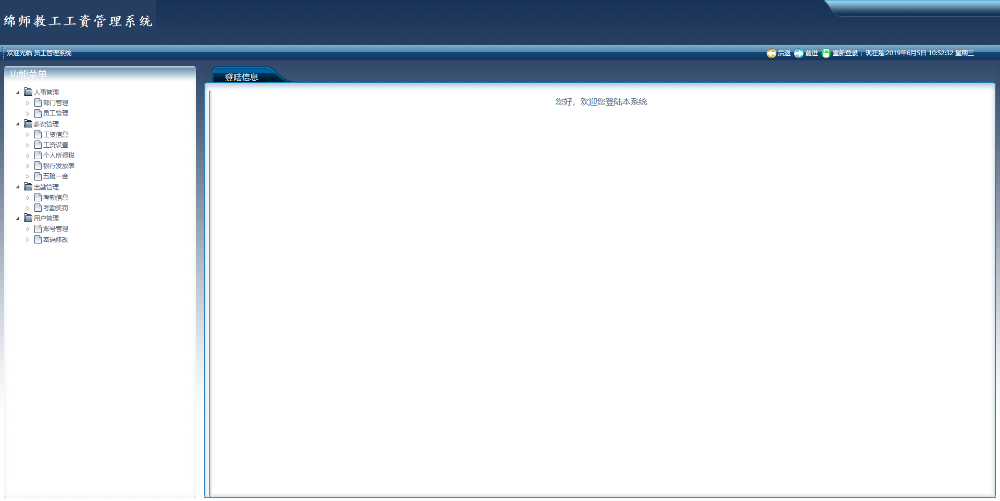 绵师教工工资管理系统
欢迎光临 员工管理系统
后退 前进 重新登录 | 现在是:2019年6月5日 10:52:32 星期三
功能菜单
人事管理
部门管理
员工管理
薪资管理
工资信息
工资设置
个人所得税
银行发放表
五险一金
出勤管理
考勤信息
考勤奖罚
用户管理
账号管理
密码修改
登陆信息
您好，欢迎您登陆本系统